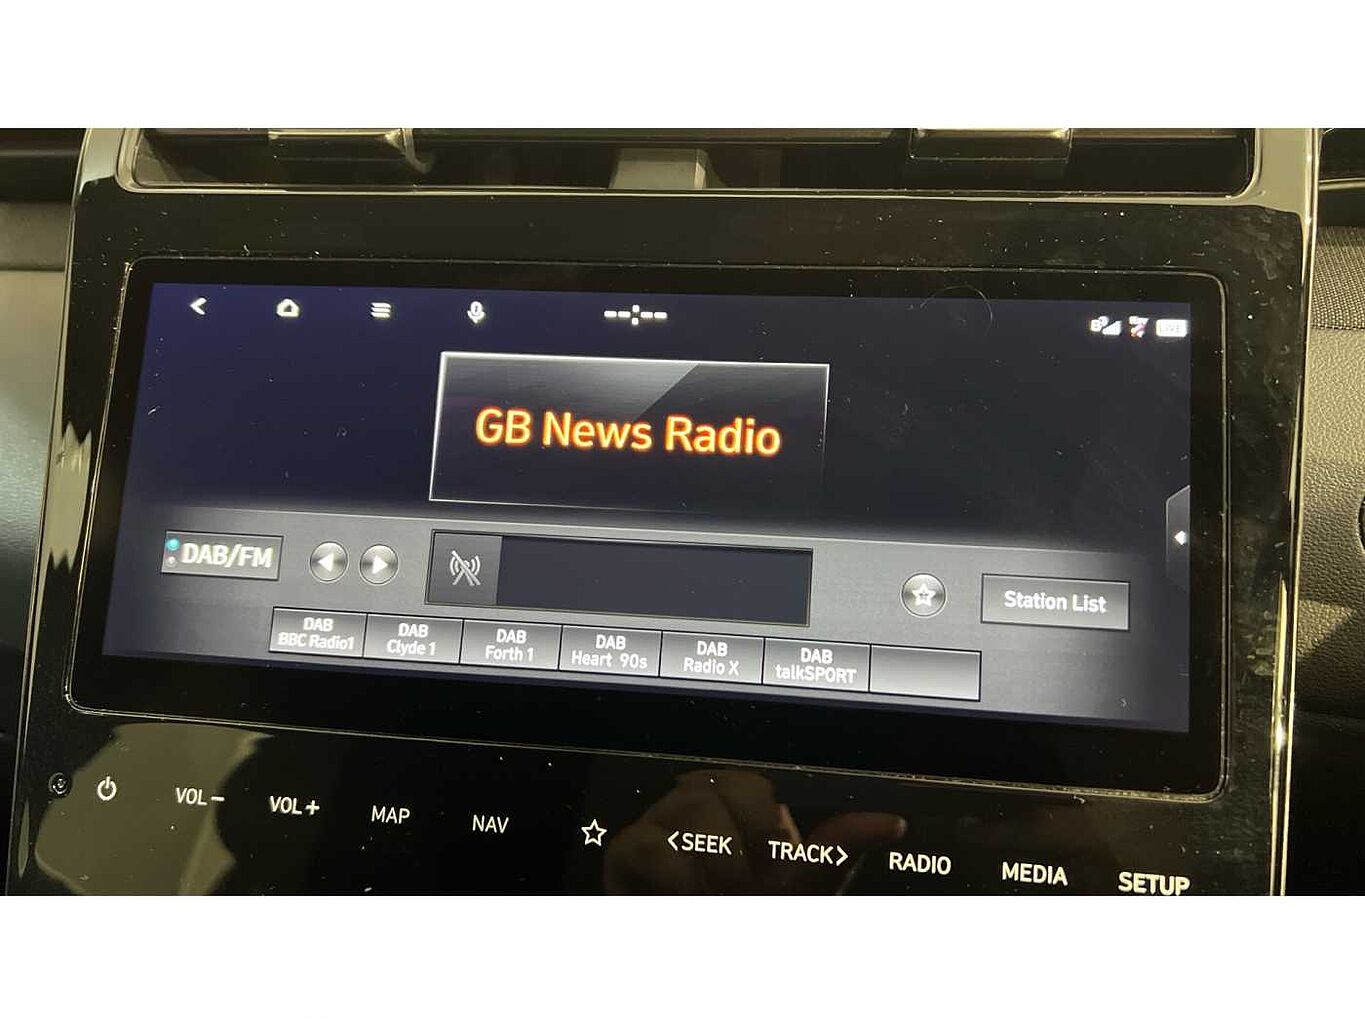 GB News Radio
DAB/FM
Station List
DAB
BBC Radio1
DAB
Clyde 1
DAB
Forth 1
DAB
Heart 90s
DAB
Radio X
DAB
talkSPORT
VOL−
VOL+
MAP
NAV
<SEEK
TRACK>
RADIO
MEDIA
SETUP